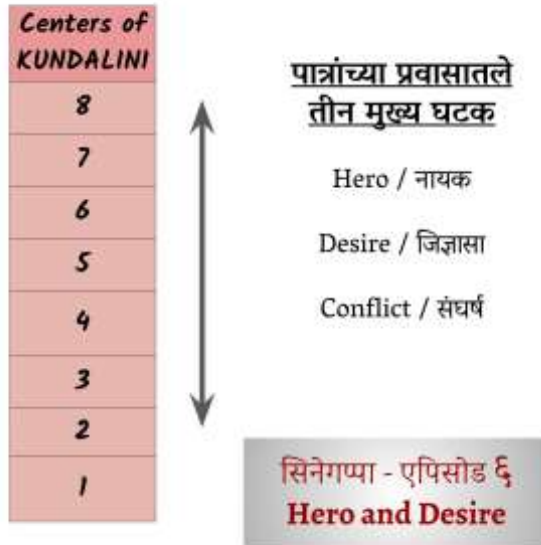 Centers of
KUNDALINI
8
7
6
5
4
3
2
1
पात्रांच्या प्रवासातले
तीन मुख्य घटक
Hero / नायक
Desire / जिज्ञासा
Conflict / संघर्ष
सिनेगप्पा - एपिसोड ६
Hero and Desire